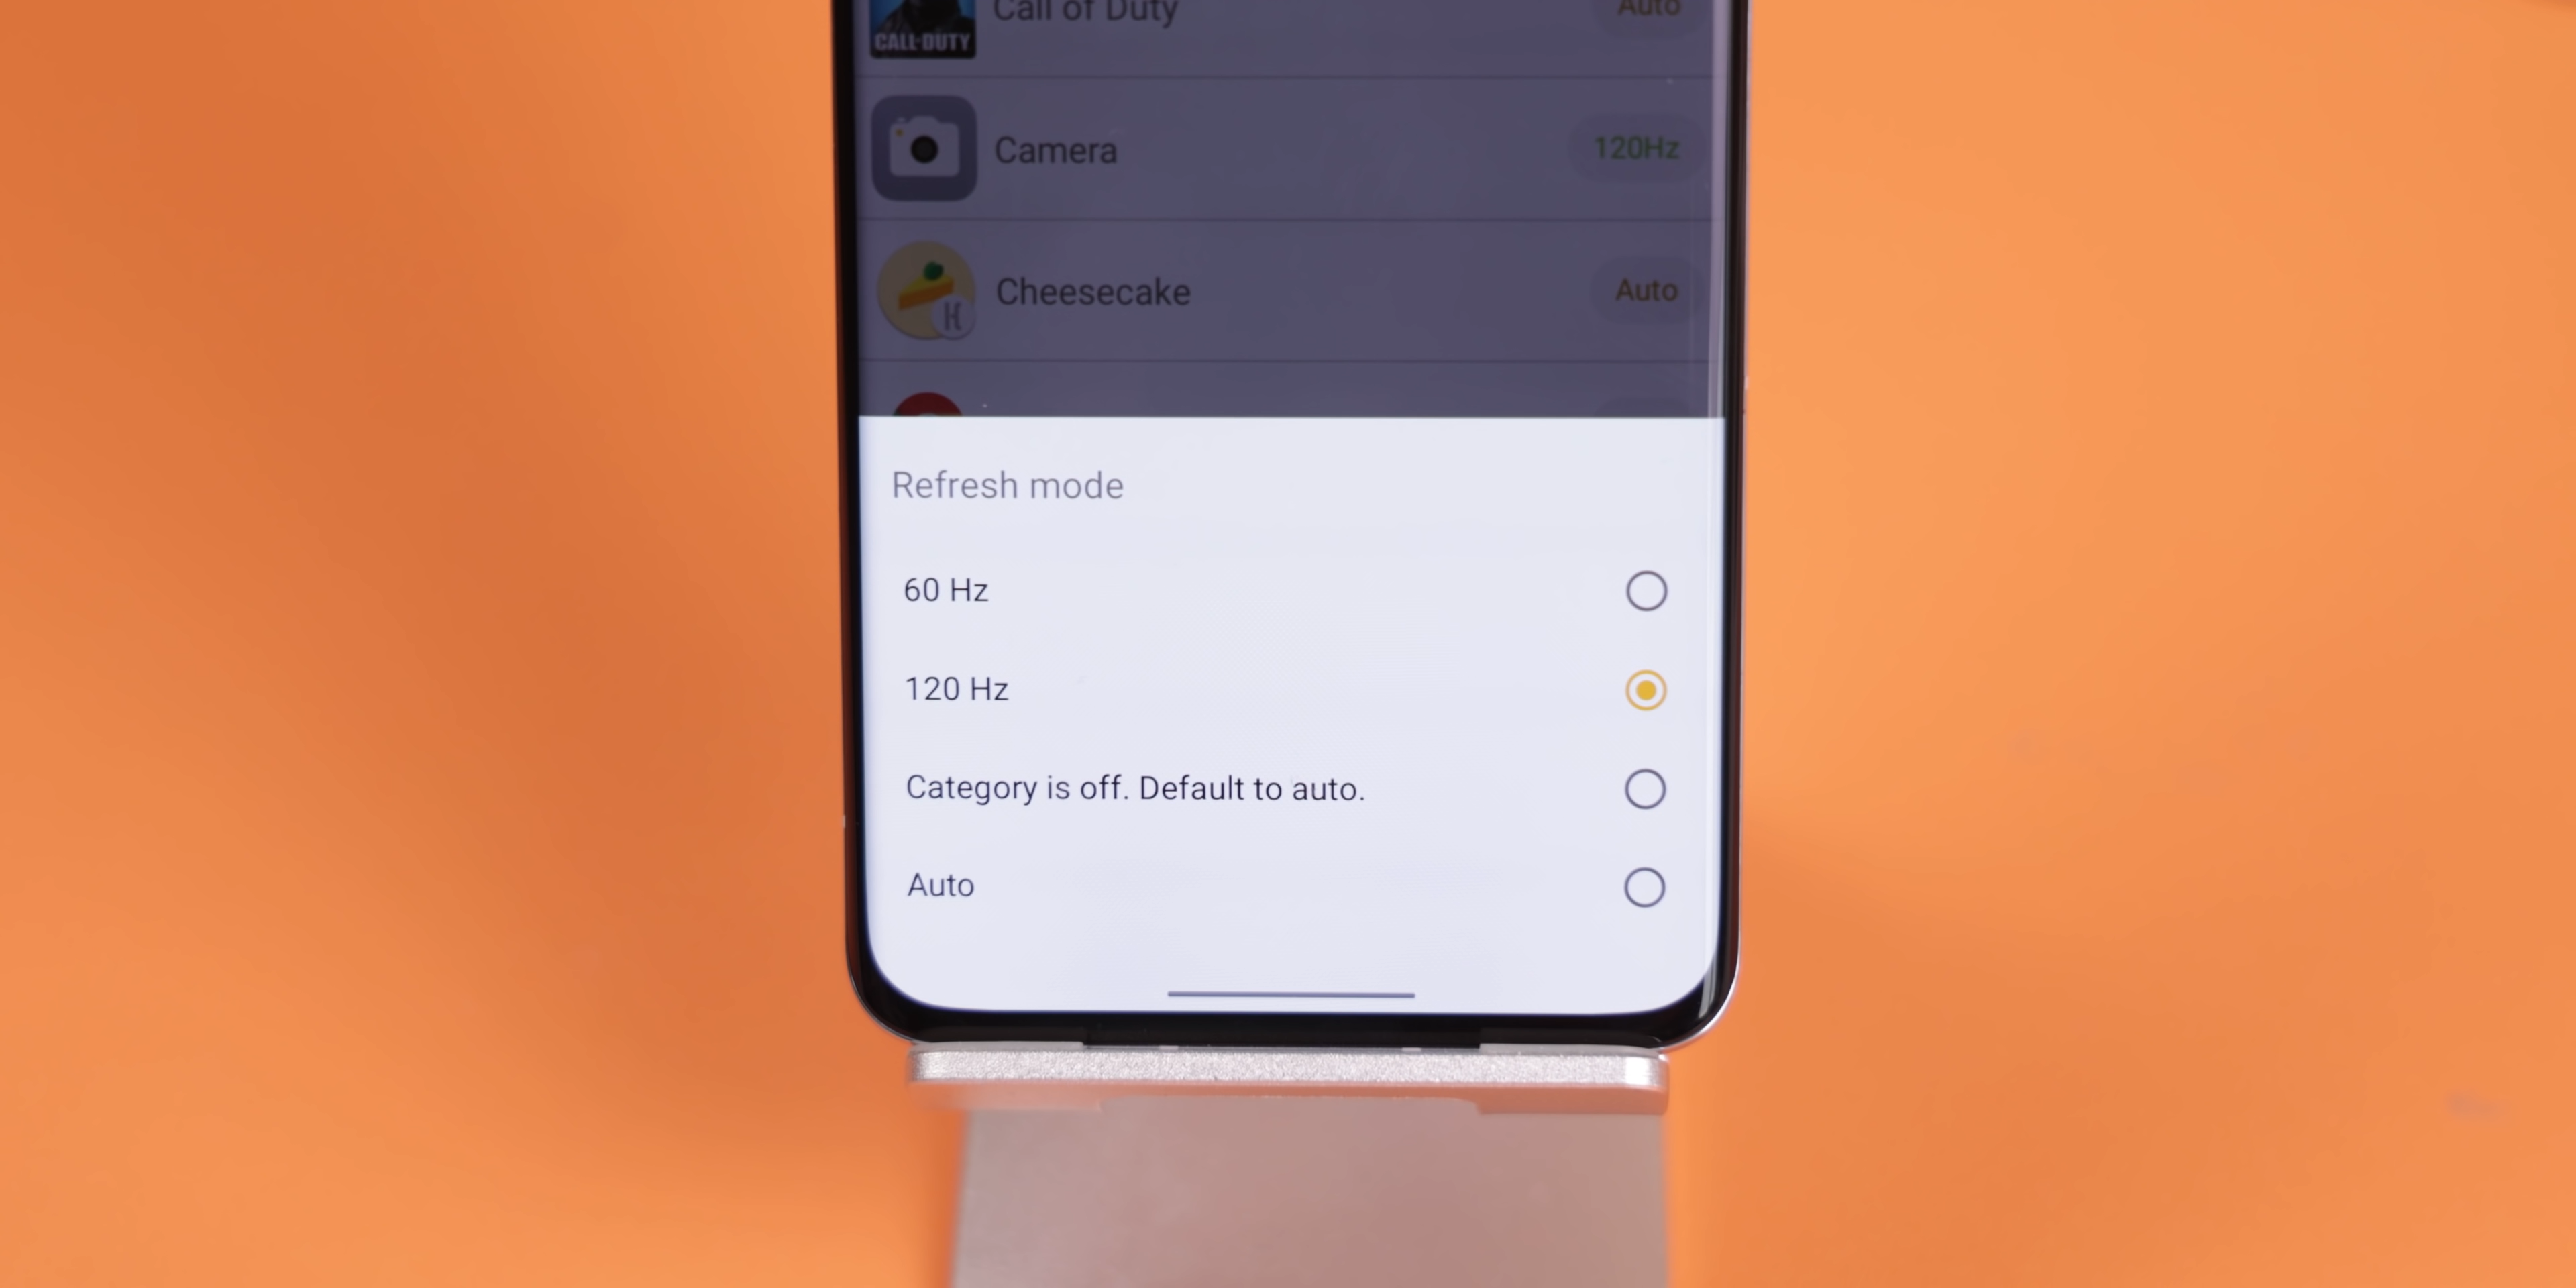 Call of Duty
Auto
CALL DUTY
Camera
120Hz
Cheesecake
Auto
Refresh mode
60 Hz
120 Hz
Category is off. Default to auto.
Auto